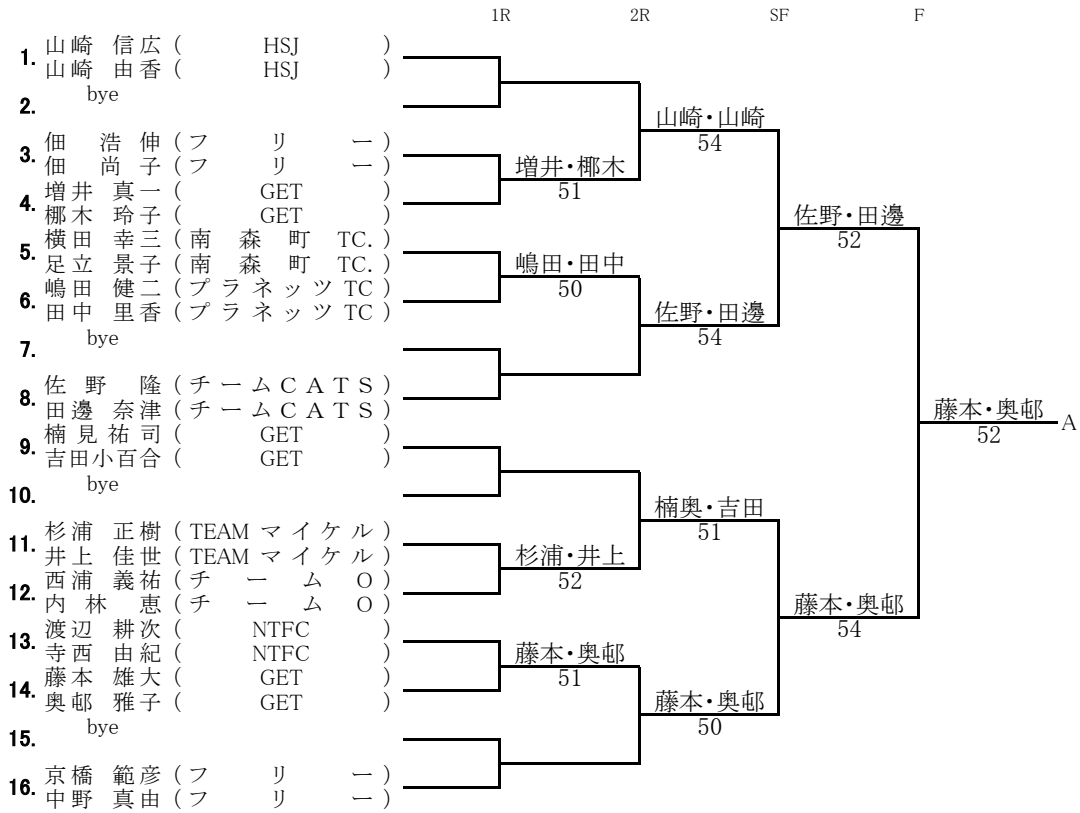 1R 2R SF F
1. 山崎 信広 ( HSJ )
山崎 由香 ( HSJ )
2. bye
3. 佃 浩伸 ( フリー )
佃 尚子 ( フリー )
4. 増井 真一 ( GET )
梛木 玲子 ( GET )
5. 横田 幸三 ( 南森町 TC. )
足立 景子 ( 南森町 TC. )
6. 嶋田 健二 ( プラネッツ TC )
田中 里香 ( プラネッツ TC )
7. bye
8. 佐野 隆 ( チームCATS )
田邊 奈津 ( チームCATS )
9. 楠見祐司 ( GET )
吉田小百合 ( GET )
10. bye
11. 杉浦 正樹 ( TEAM マイケル )
井上 佳世 ( TEAM マイケル )
12. 西浦 義祐 ( チーム O )
内林 恵 ( チーム O )
13. 渡辺 耕次 ( NTFC )
寺西 由紀 ( NTFC )
14. 藤本 雄大 ( GET )
奥邨 雅子 ( GET )
15. bye
16. 京橋 範彦 ( フリー )
中野 真由 ( フリー )
増井・梛木
51
嶋田・田中
50
杉浦・井上
52
藤本・奥邨
51
山崎・山崎
54
佐野・田邊
54
楠奥・吉田
51
藤本・奥邨
50
佐野・田邊
52
藤本・奥邨
54
藤本・奥邨
52
A